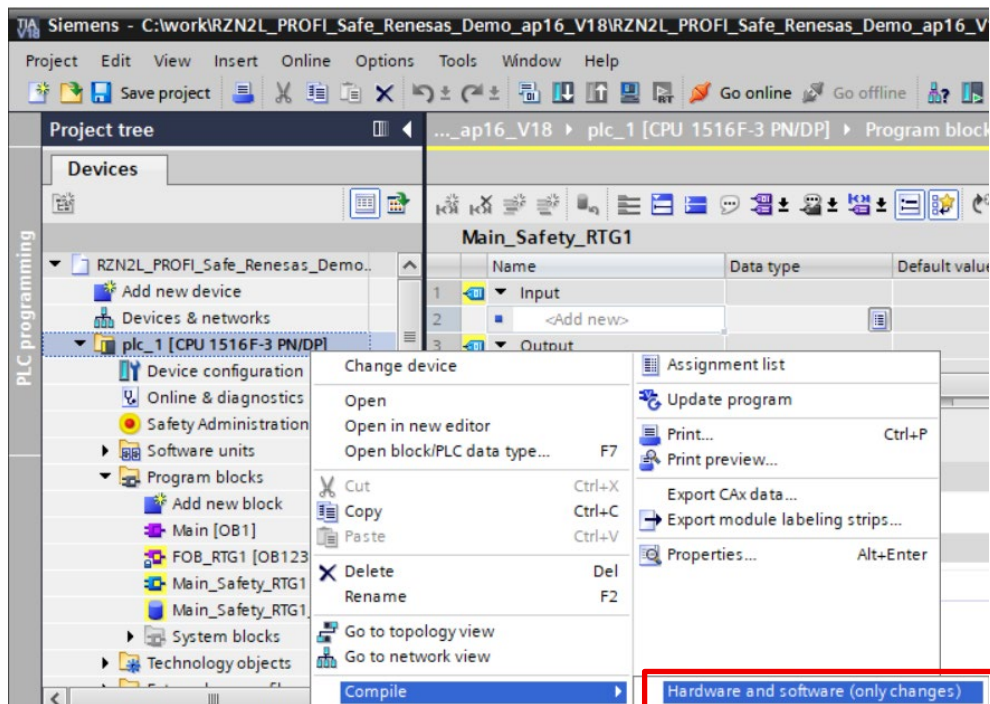 Siemens - C:\work\RZN2L_PROFI_Safe_Renesas_Demo_ap16_V18\RZN2L_PROFI_Safe_Renesas_Demo_ap16_V
Project Edit View Insert Online Options Tools Window Help
Save project Go online Go offline
Project tree
..._ap16_V18 ▸ plc_1 [CPU 1516F-3 PN/DP] ▸ Program block
Devices
PLC programming
Main_Safety_RTG1
RZN2L_PROFI_Safe_Renesas_Demo..
Name Data type Default value
Add new device
1 Input
Devices & networks
2 <Add new>
plc_1 [CPU 1516F-3 PN/DP]
3 Output
Device configuration
Online & diagnostics
Safety Administration
Software units
Program blocks
Add new block
Main [OB1]
FOB_RTG1 [OB123
Main_Safety_RTG1
Main_Safety_RTG1_
System blocks
Technology objects
Change device
Open
Open in new editor
Open block/PLC data type... F7
Cut Ctrl+X
Copy Ctrl+C
Paste Ctrl+V
Delete Del
Rename F2
Go to topology view
Go to network view
Compile
Assignment list
Update program
Print... Ctrl+P
Print preview...
Export CAx data...
Export module labeling strips...
Properties... Alt+Enter
Hardware and software (only changes)